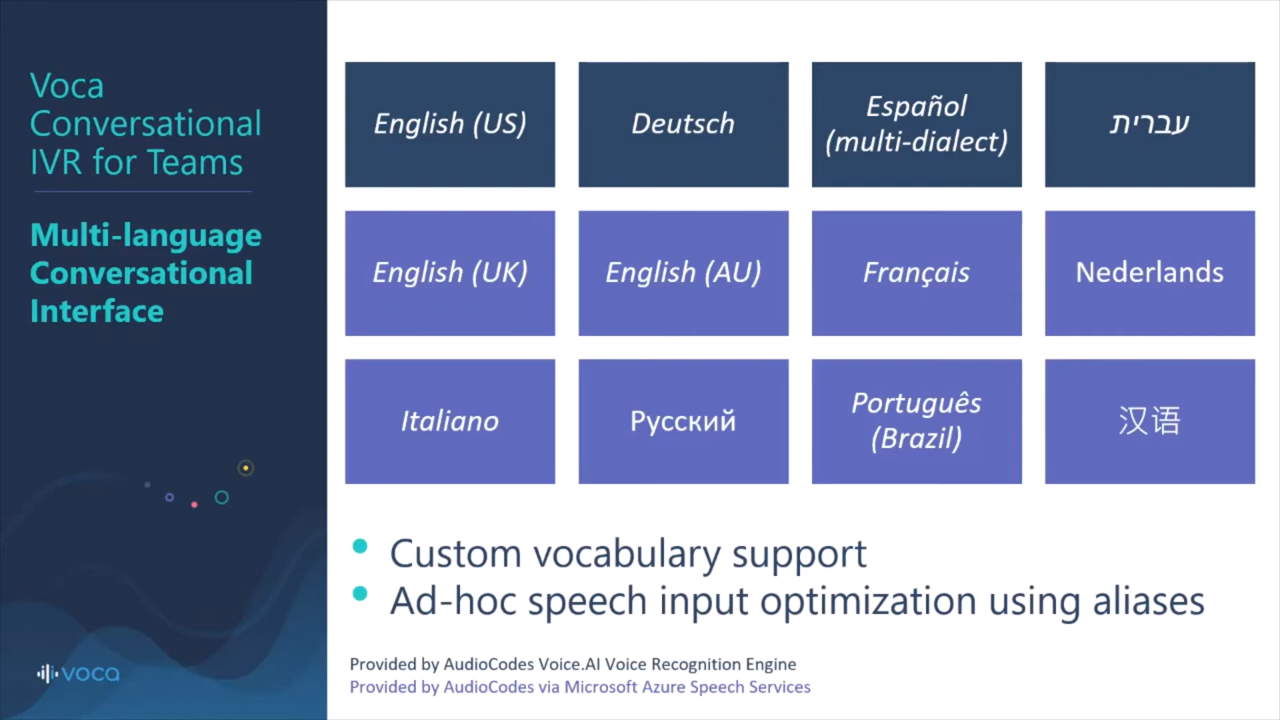 Voca
Conversational
IVR for Teams
Multi-language
Conversational
Interface
English (US)
Deutsch
Español
(multi-dialect)
עברית
English (UK)
English (AU)
Français
Nederlands
Italiano
Русский
Português
(Brazil)
汉语
• Custom vocabulary support
• Ad-hoc speech input optimization using aliases
Provided by AudioCodes Voice.AI Voice Recognition Engine
Provided by AudioCodes via Microsoft Azure Speech Services
voca